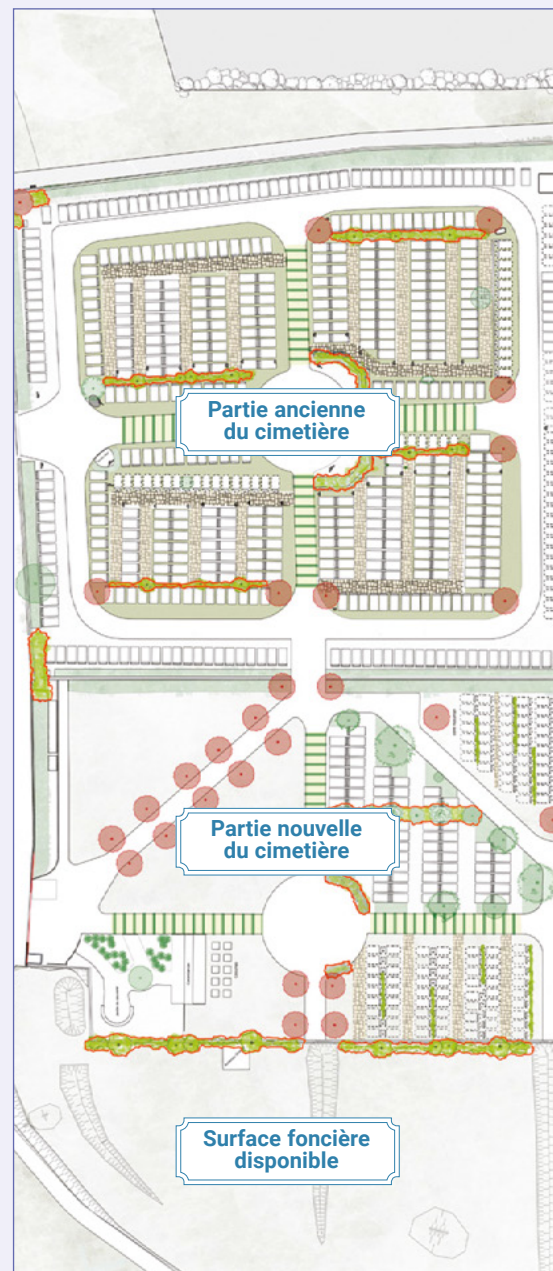 Partie ancienne
du cimetière
Partie nouvelle
du cimetière
Surface foncière
disponible